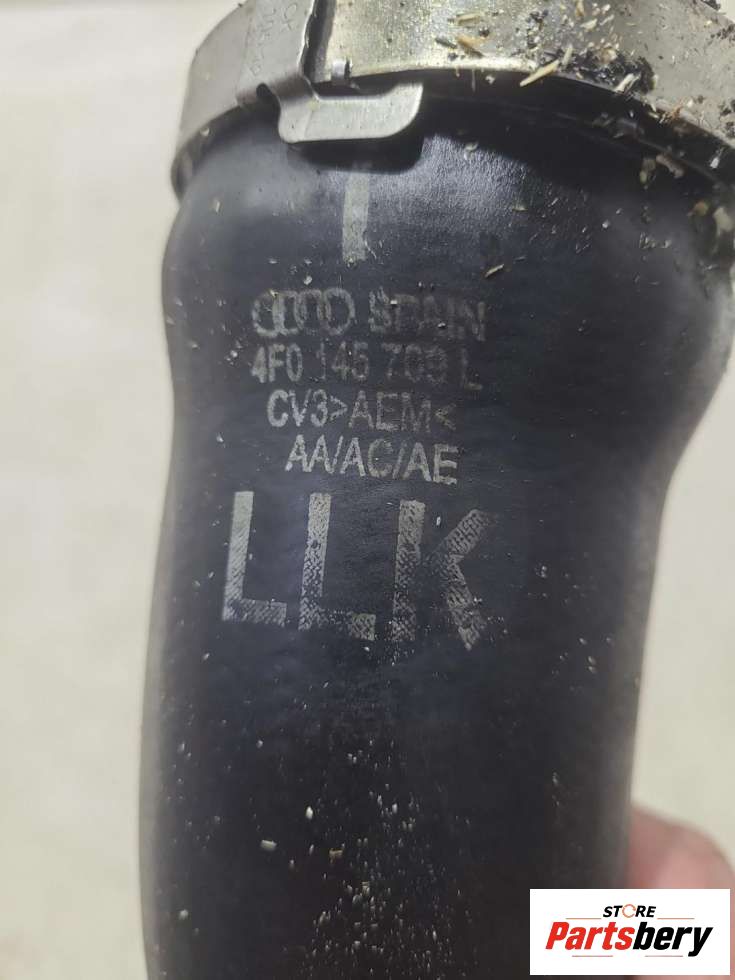 SPAIN
4F0 145 709 L
CV3>AEM<
AA/AC/AE
LLK
STORE
Partsbery